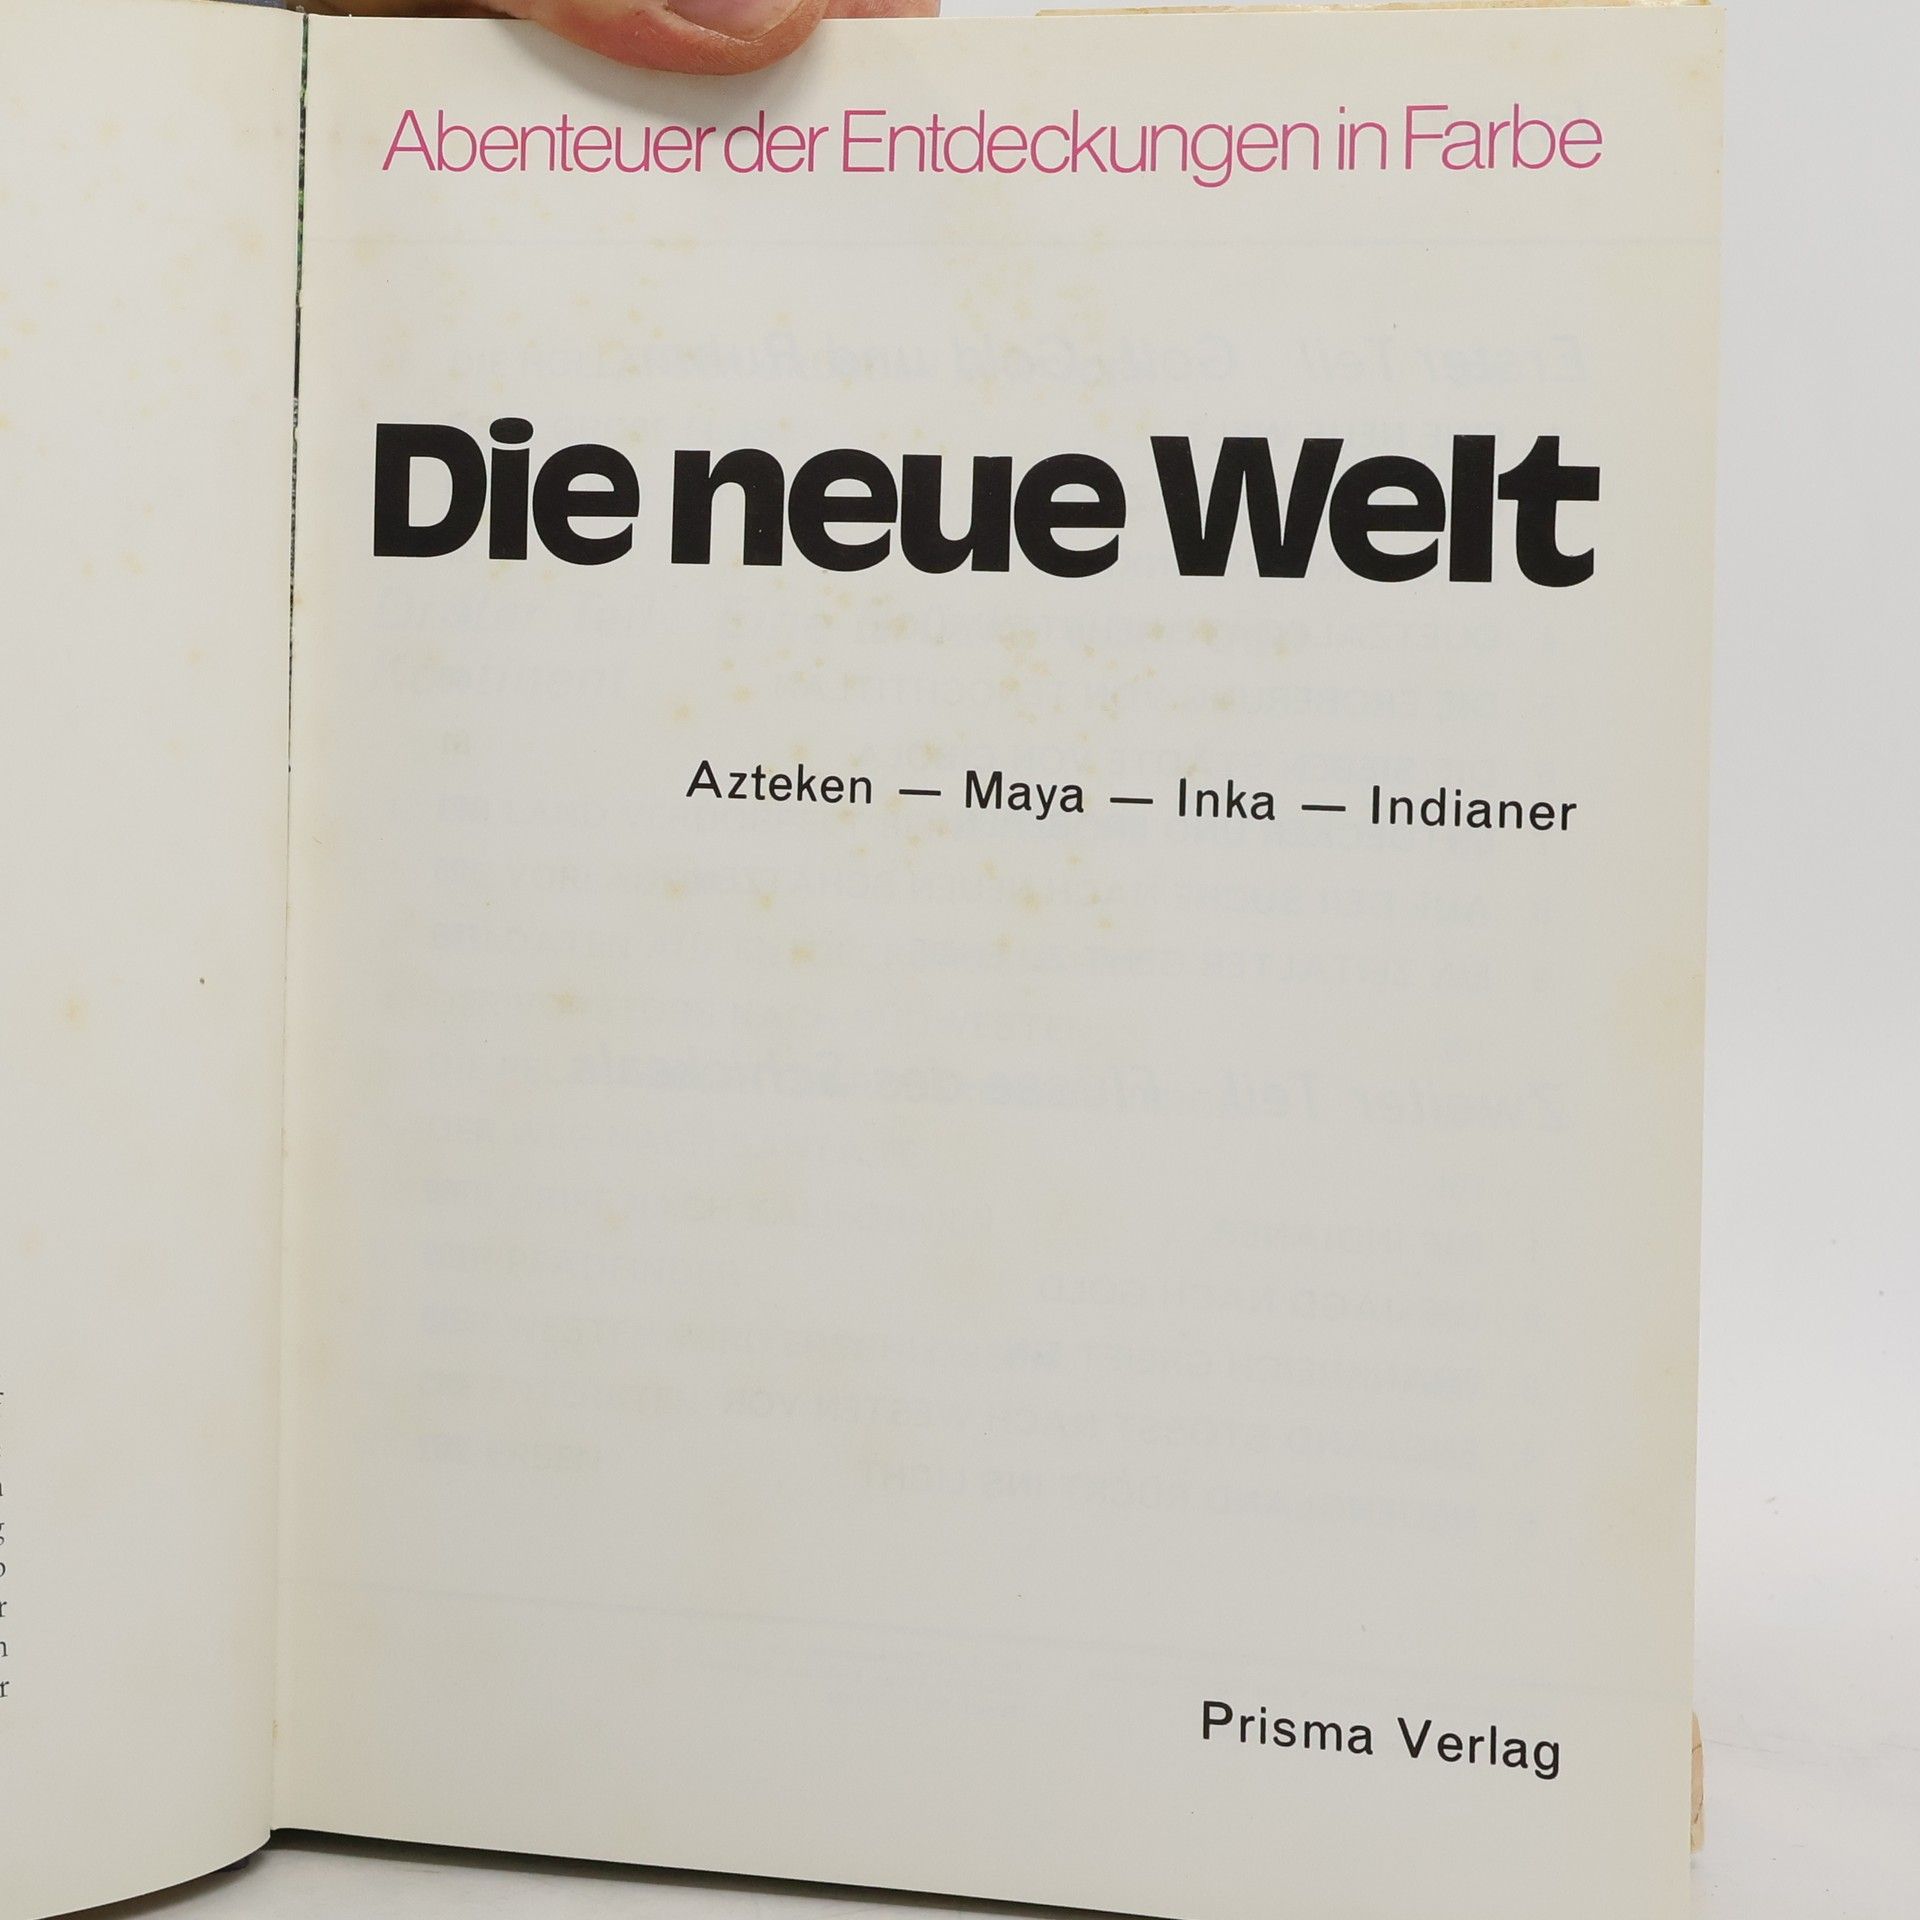 Abenteuer der Entdeckungen in Farbe
Die neue Welt
Azteken — Maya — Inka — Indianer
Prisma Verlag